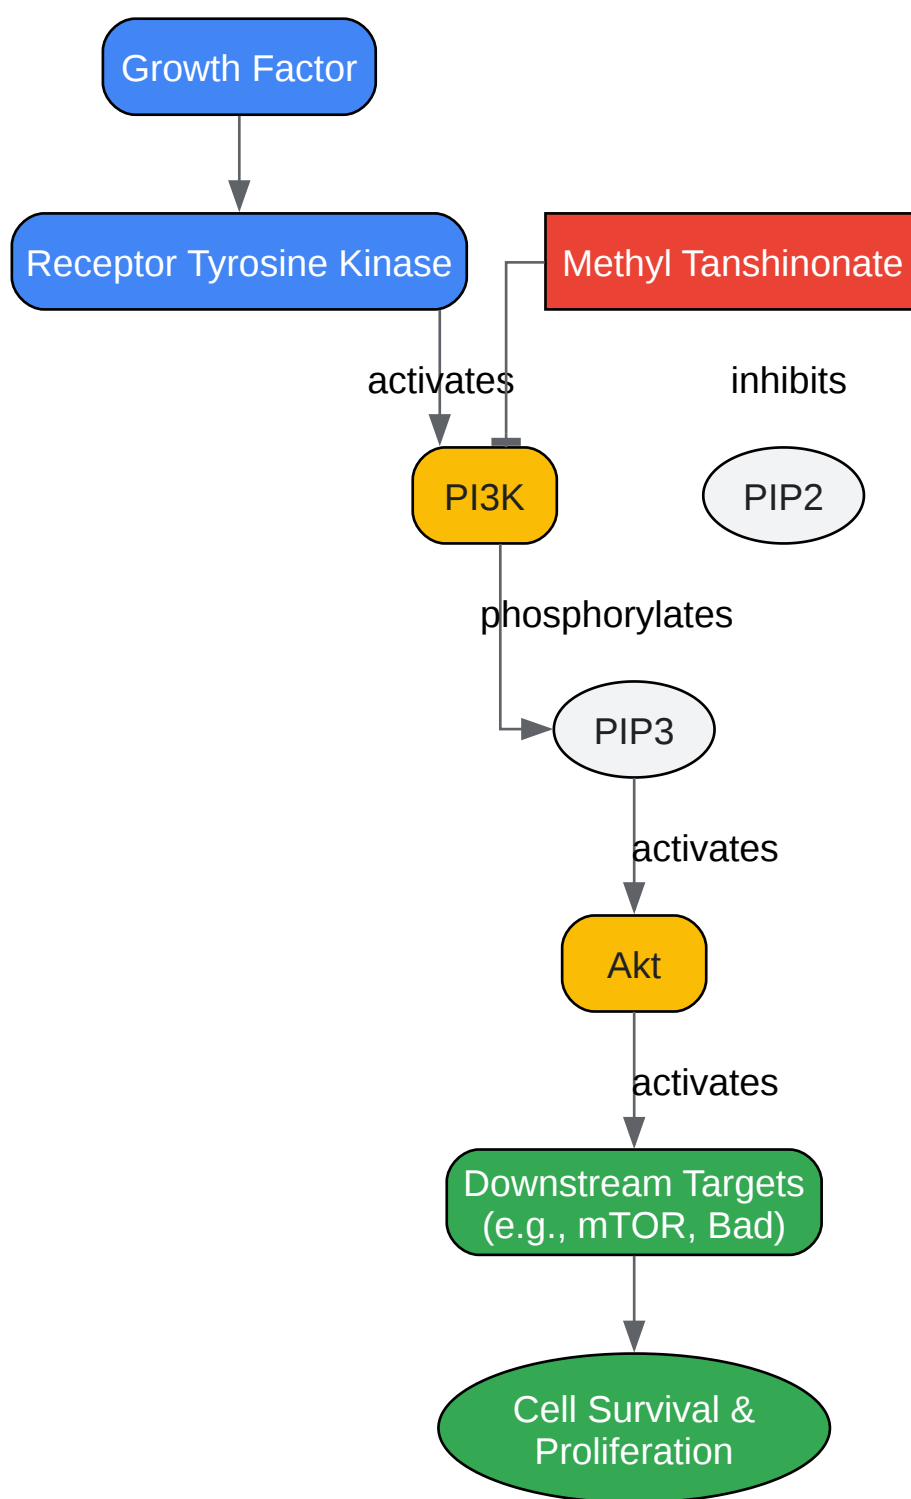 Growth Factor
Receptor Tyrosine Kinase
Methyl Tanshinonate
activates
inhibits
PI3K
PIP2
phosphorylates
PIP3
activates
Akt
activates
Downstream Targets
(e.g., mTOR, Bad)
Cell Survival &
Proliferation